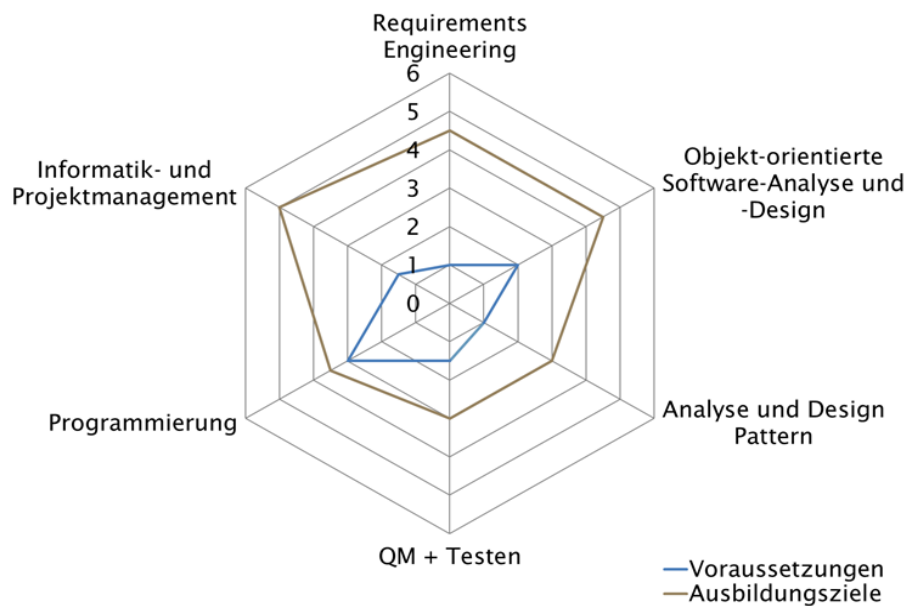 Requirements
Engineering
6
5
4
3
2
1
0
Informatik- und
Projektmanagement
Objekt-orientierte
Software-Analyse und
-Design
Programmierung
Analyse und Design
Pattern
QM + Testen
Voraussetzungen
Ausbildungsziele